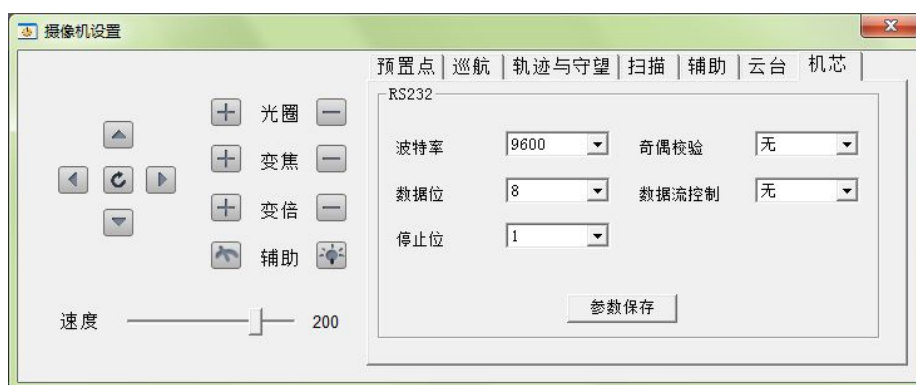 摄像机设置
预置点 巡航 轨迹与守望 扫描 辅助 云台 机芯
RS232
光圈
波特率 9600 奇偶校验 无
变焦
数据位 8 数据流控制 无
变倍
停止位 1
辅助
参数保存
速度 200